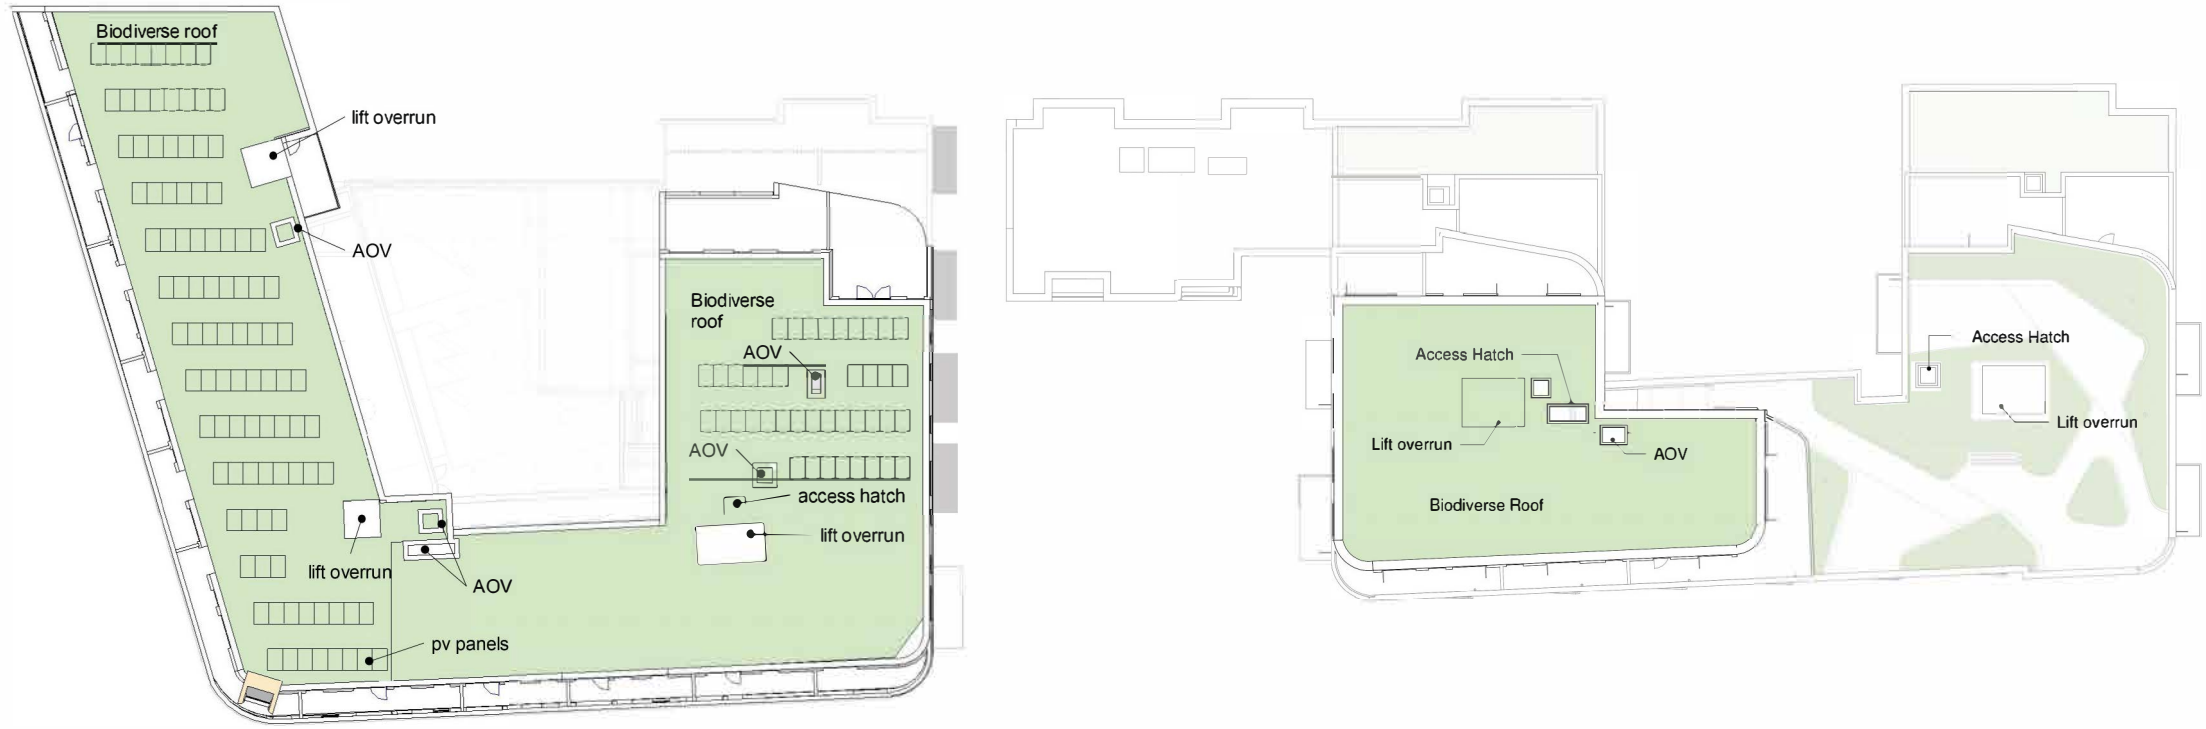 Biodiverse roof
lift overrun
AOV
lift overrun
AOV
pv panels
Biodiverse
roof
AOV
AOV
access hatch
lift overrun
Access Hatch
Lift overrun
AOV
Biodiverse Roof
Access Hatch
Lift overrun